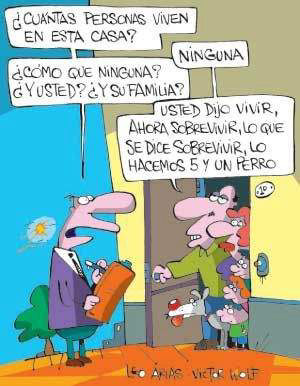 ¿CUÁNTAS PERSONAS VIVEN
EN ESTA CASA?
NINGUNA
¿CÓMO QUE NINGUNA?
¿Y USTED? ¿Y SU FAMILIA?
USTED DIJO VIVIR,
AHORA SOBREVIVIR, LO QUE
SE DICE SOBREVIVIR, LO
HACEMOS 5 Y UN PERRO
LEO ARIAS - VICTOR WOLF